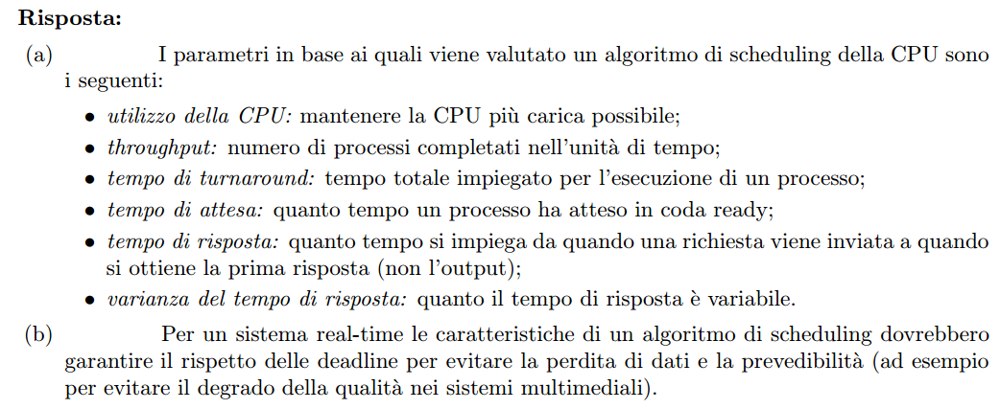 Risposta:
(a) I parametri in base ai quali viene valutato un algoritmo di scheduling della CPU sono
i seguenti:
• utilizzo della CPU: mantenere la CPU più carica possibile;
• throughput: numero di processi completati nell'unità di tempo;
• tempo di turnaround: tempo totale impiegato per l'esecuzione di un processo;
• tempo di attesa: quanto tempo un processo ha atteso in coda ready;
• tempo di risposta: quanto tempo si impiega da quando una richiesta viene inviata a quando
si ottiene la prima risposta (non l'output);
• varianza del tempo di risposta: quanto il tempo di risposta è variabile.
(b) Per un sistema real-time le caratteristiche di un algoritmo di scheduling dovrebbero
garantire il rispetto delle deadline per evitare la perdita di dati e la prevedibilità (ad esempio
per evitare il degrado della qualità nei sistemi multimediali).